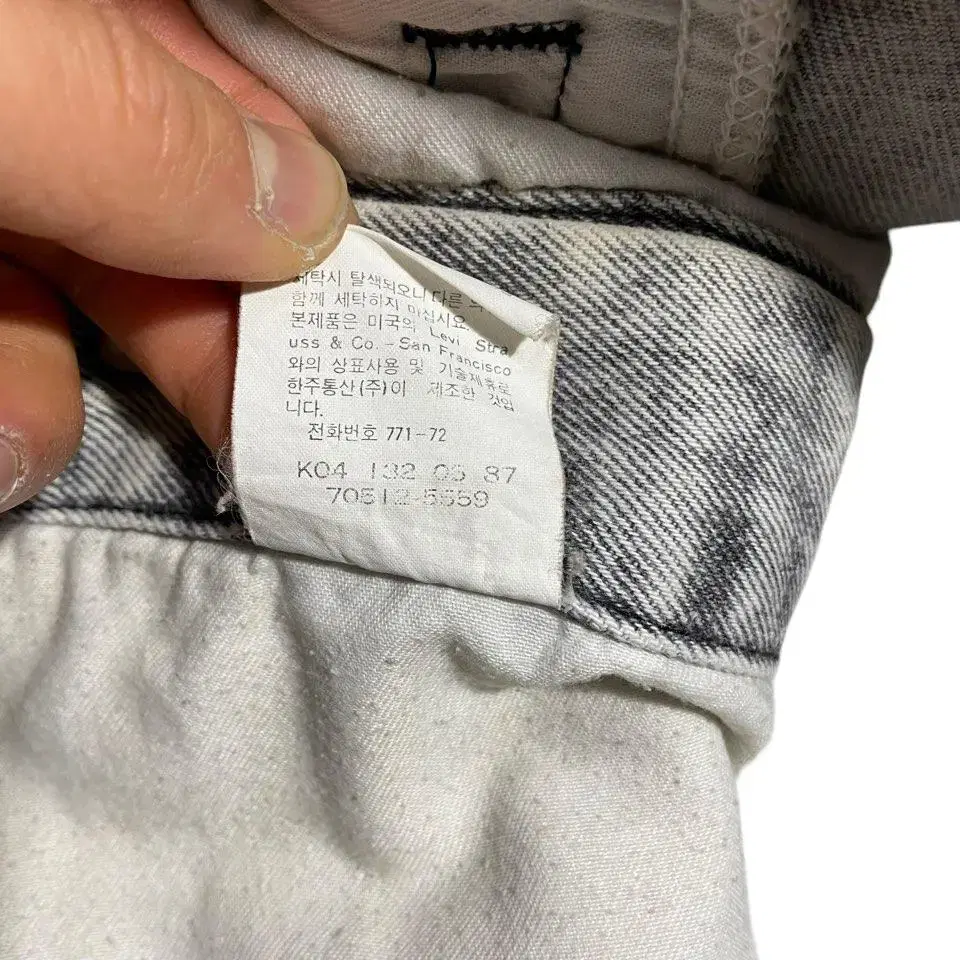 세탁시 탈색되오니 다른
함께 세탁하지 마십시요.
본제품은 미국의 Levi Stra
uss & Co. – San Francisco
와의 상표사용 및 기술제휴로
한주통산(주)이 제조한 것입
니다.
전화번호 771-72
K04 132 05 87
70512-5559